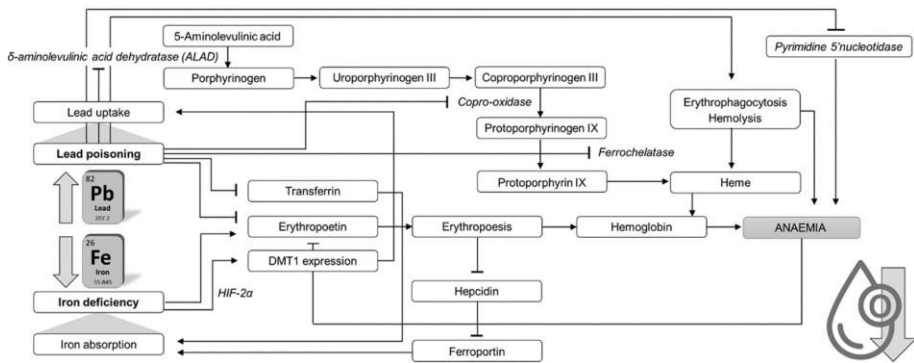 5-Aminolevulinic acid
δ-aminolevulinic acid dehydratase (ALAD)
Pyrimidine 5'nucleotidase
Porphyrinogen
Uroporphyrinogen III
Coproporphyrinogen III
Copro-oxidase
Lead uptake
Erythrophagocytosis
Hemolysis
Protoporphyrinogen IX
Lead poisoning
Ferrochelatase
82
Pb
Lead
207.2
Transferrin
Protoporphyrin IX
Heme
Erythropoetin
Erythropoesis
Hemoglobin
ANAEMIA
26
Fe
Iron
55.845
DMT1 expression
HIF-2α
Iron deficiency
Hepcidin
Iron absorption
Ferroportin